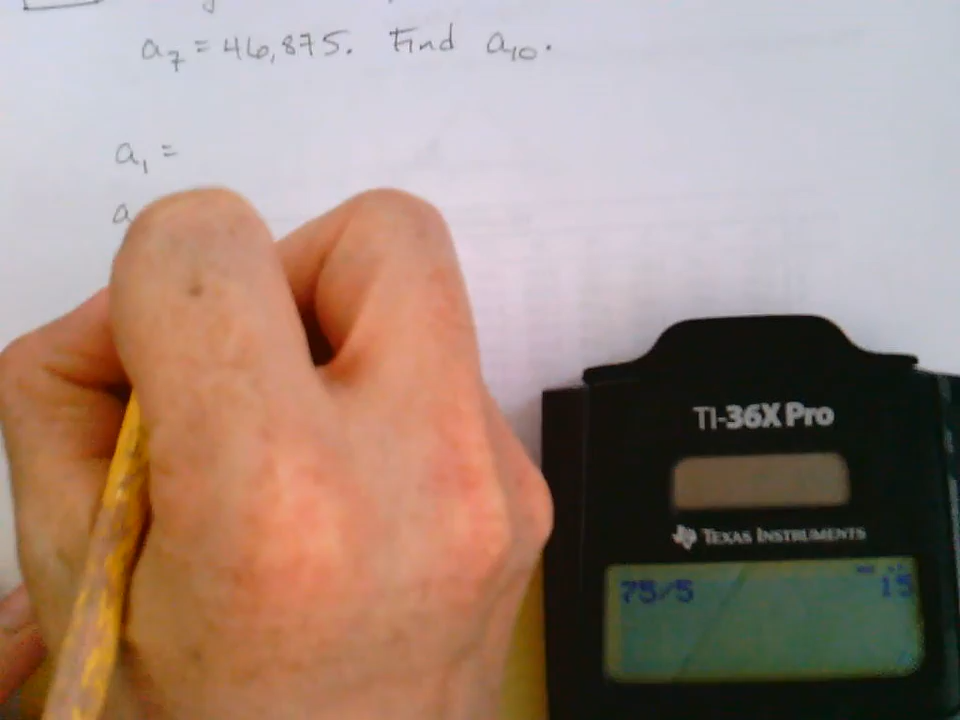 a₇ = 46,875. Find a₁₀.
a₁ =
a
TI-36X Pro
TEXAS INSTRUMENTS
75/5 15